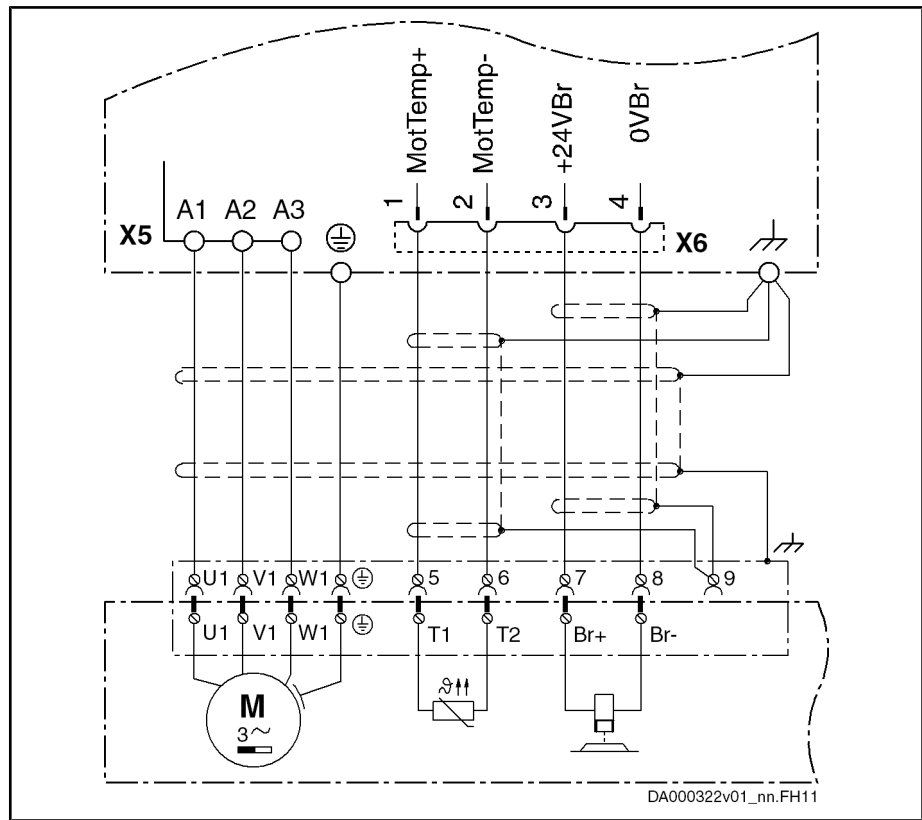 MotTemp+
MotTemp-
+24VBr
0VBr
1
2
3
4
X5
A1
A2
A3
X6
U1
V1
W1
5
6
7
8
9
U1
V1
W1
T1
T2
Br+
Br-
ϑ
M
3~
DA000322v01_nn.FH11